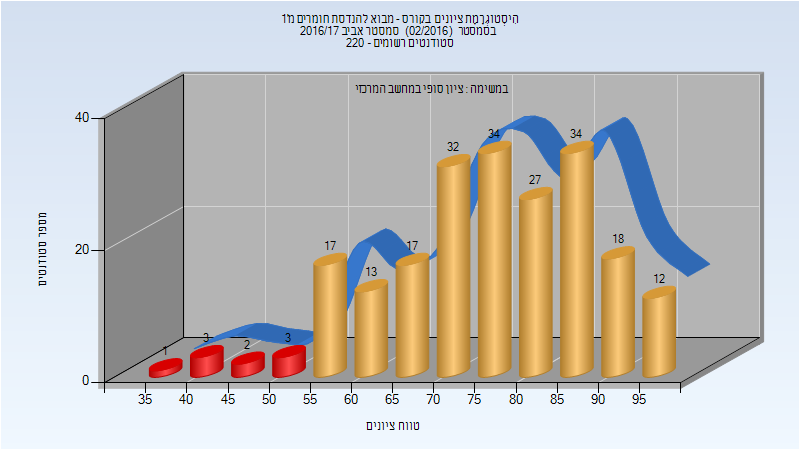 היסטוגרמת ציונים בקורס - מבוא להנדסת חומרים מ'1
בסמסטר (02/2016) סמסטר אביב 2016/17
סטודנטים רשומים - 220
במשימה : ציון סופי במחשב המרכזי
מספר סטודנטים
40
20
0
1
3
2
3
17
13
17
32
34
27
34
18
12
35 40 45 50 55 60 65 70 75 80 85 90 95
טווח ציונים